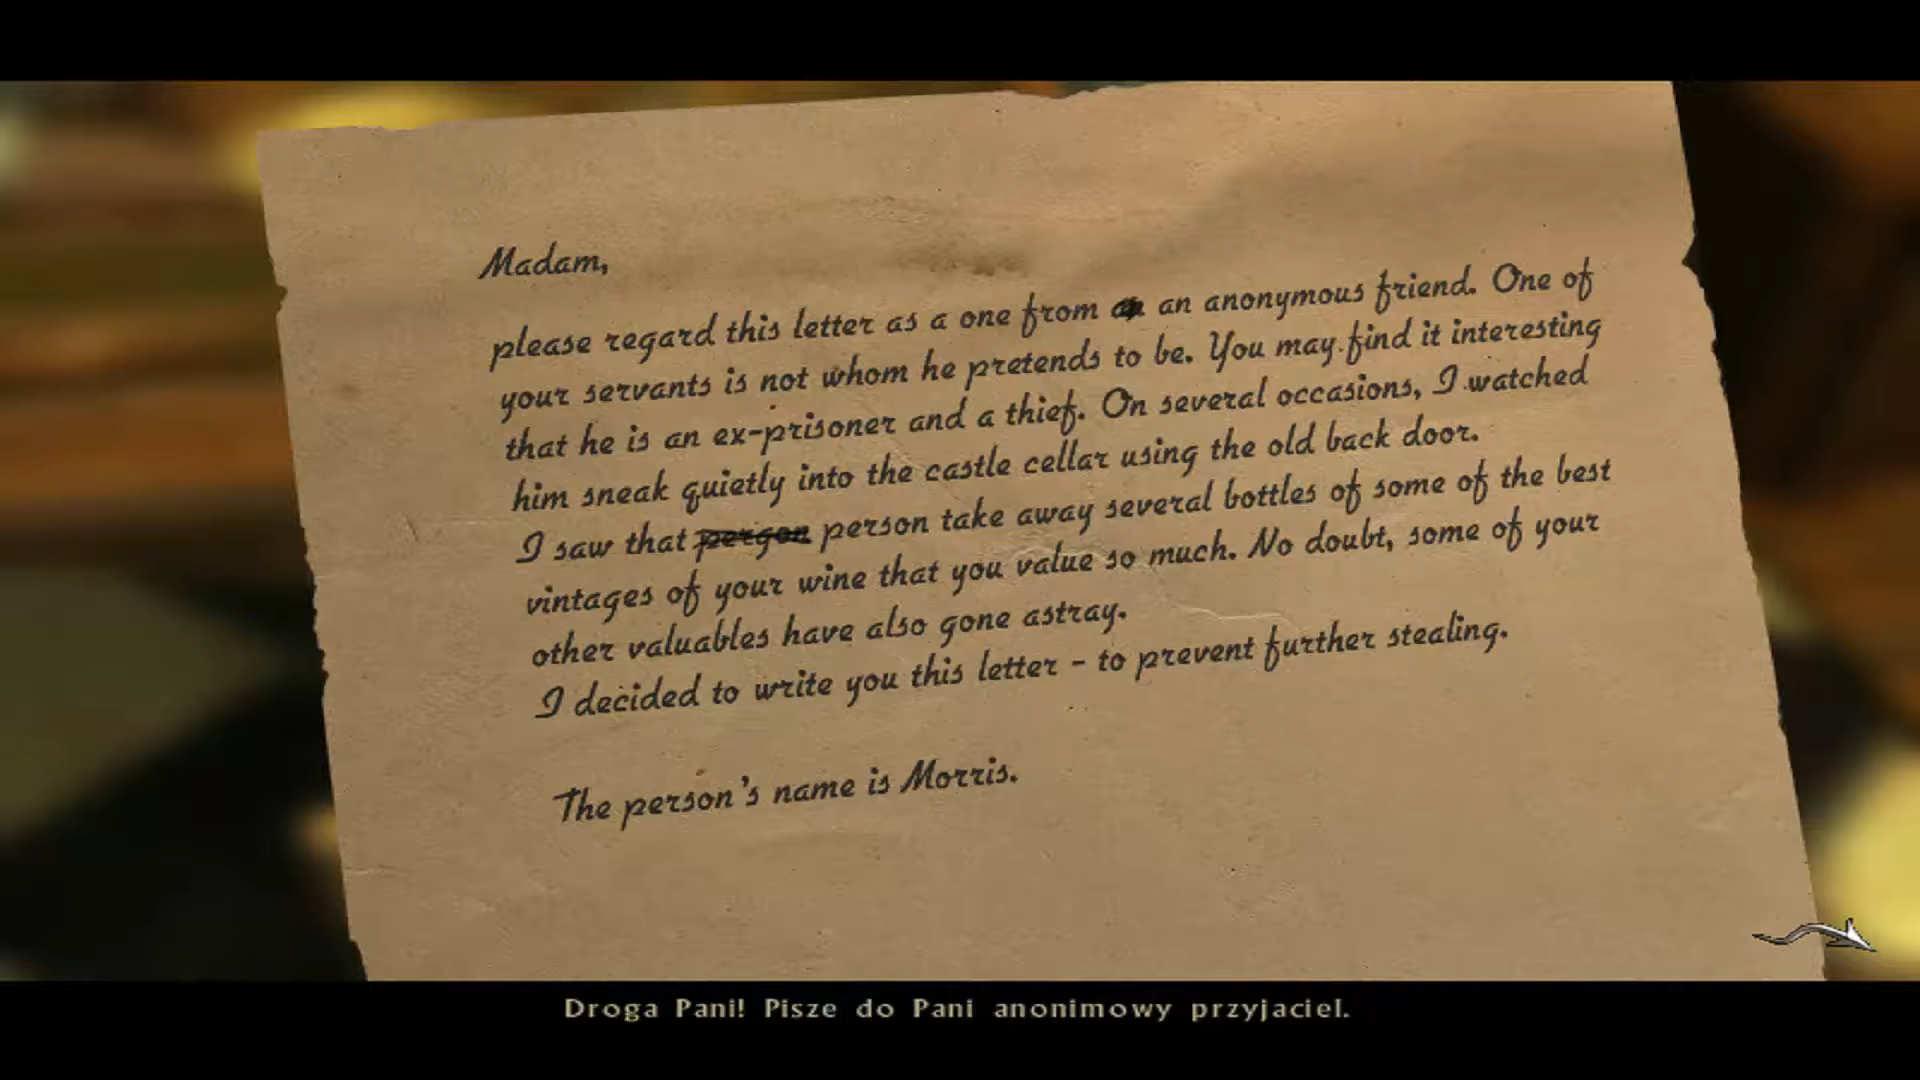 Madam,
please regard this letter as a one from an anonymous friend. One of
your servants is not whom he pretends to be. You may find it interesting
that he is an ex-prisoner and a thief. On several occasions, I watched
him sneak quietly into the castle cellar using the old back door.
I saw that pergon person take away several bottles of some of the best
vintages of your wine that you value so much. No doubt, some of your
other valuables have also gone astray.
I decided to write you this letter - to prevent further stealing.
The person's name is Morris.
Droga Pani! Pisze do Pani anonimowy przyjaciel.